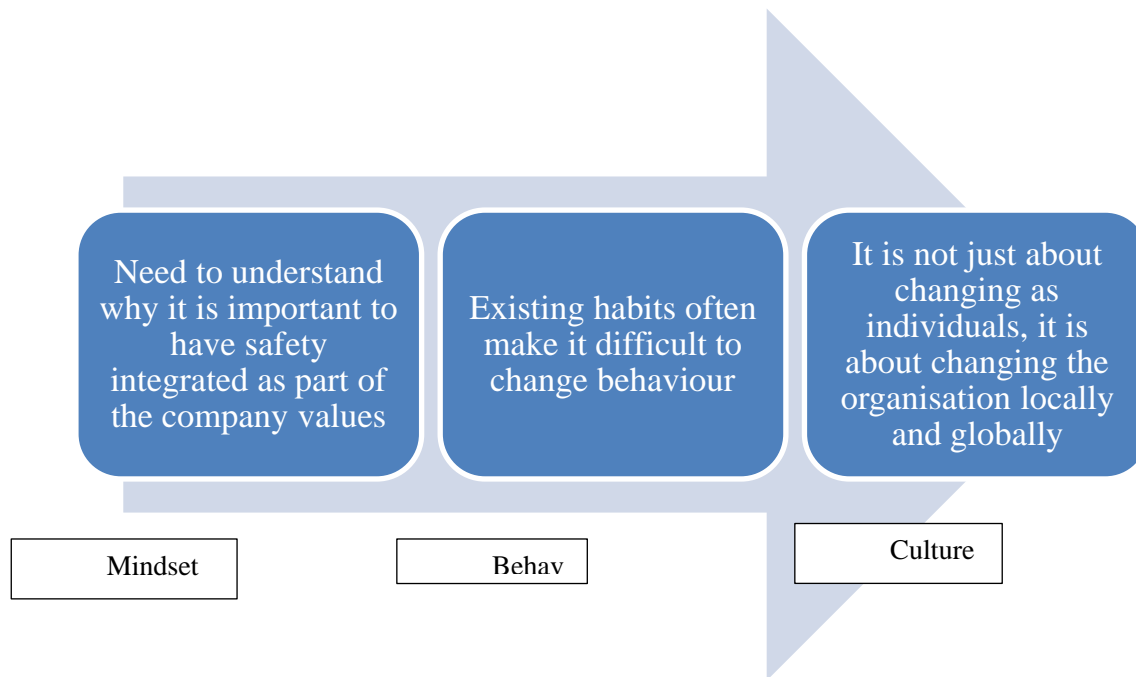 Need to understand
why it is important to
have safety
integrated as part of
the company values
Existing habits often
make it difficult to
change behaviour
It is not just about
changing as
individuals, it is
about changing the
organisation locally
and globally
Mindset
Behav
Culture